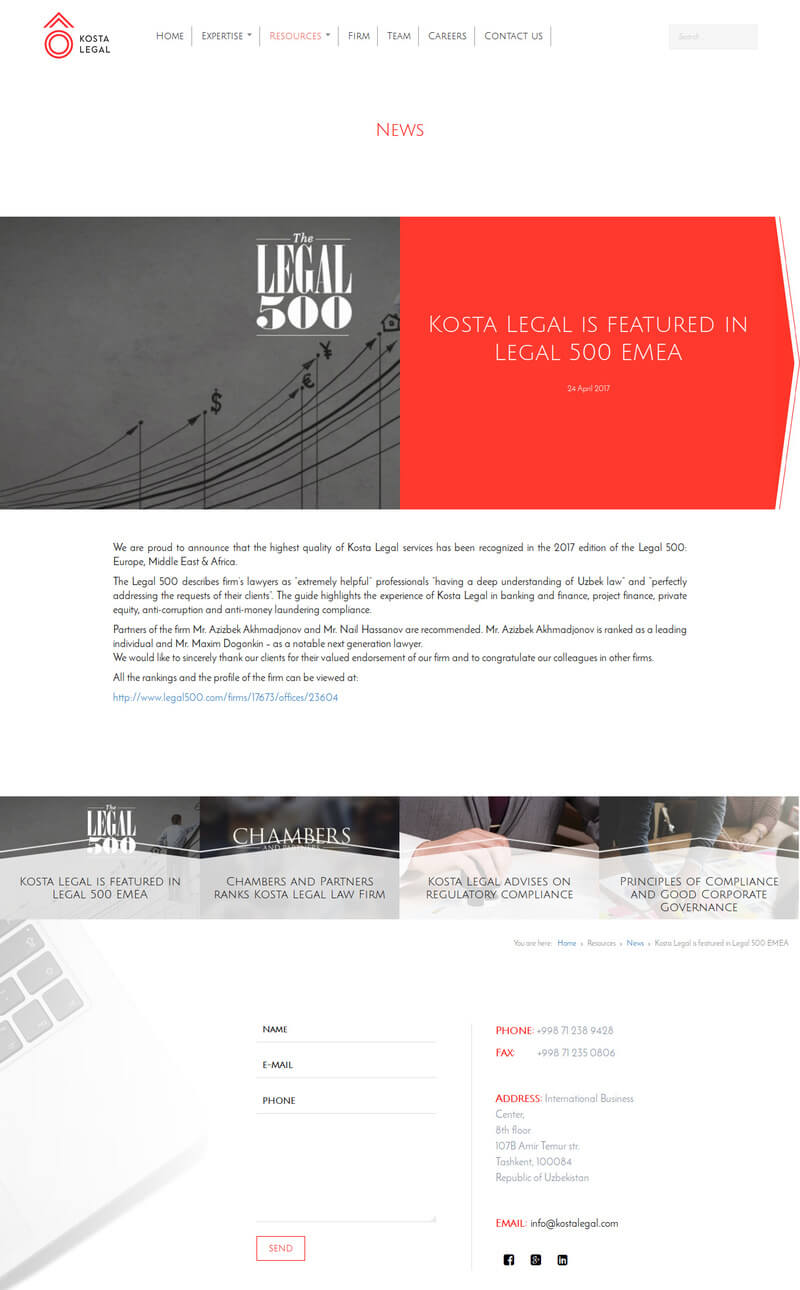 KOSTA
LEGAL
HOME
EXPERTISE
RESOURCES
FIRM
TEAM
CAREERS
CONTACT US
Search
NEWS
The
LEGAL
500
$
€
¥
KOSTA LEGAL IS FEATURED IN
LEGAL 500 EMEA
24 April 2017
We are proud to announce that the highest quality of Kosta Legal services has been recognized in the 2017 edition of the Legal 500:
Europe, Middle East & Africa.
The Legal 500 describes firm's lawyers as "extremely helpful" professionals "having a deep understanding of Uzbek law" and "perfectly
addressing the requests of their clients". The guide highlights the experience of Kosta Legal in banking and finance, project finance, private
equity, anti-corruption and anti-money laundering compliance.
Partners of the firm Mr. Azizbek Akhmadjonov and Mr. Nail Hassanov are recommended. Mr. Azizbek Akhmadjonov is ranked as a leading
individual and Mr. Maxim Dogonkin – as a notable next generation lawyer.
We would like to sincerely thank our clients for their valued endorsement of our firm and to congratulate our colleagues in other firms.
All the rankings and the profile of the firm can be viewed at:
http://www.legal500.com/firms/17673/offices/23604
The
LEGAL
500
KOSTA LEGAL IS FEATURED IN
LEGAL 500 EMEA
CHAMBERS
AND PARTNERS
CHAMBERS AND PARTNERS
RANKS KOSTA LEGAL LAW FIRM
KOSTA LEGAL ADVISES ON
REGULATORY COMPLIANCE
PRINCIPLES OF COMPLIANCE
AND GOOD CORPORATE
GOVERNANCE
You are here: Home › Resources › News › Kosta Legal is featured in Legal 500 EMEA
NAME
E-MAIL
PHONE
SEND
PHONE: +998 71 238 9428
FAX: +998 71 235 0806
ADDRESS: International Business
Center,
8th floor
107B Amir Temur str.
Tashkent, 100084
Republic of Uzbekistan
EMAIL: info@kostalegal.com